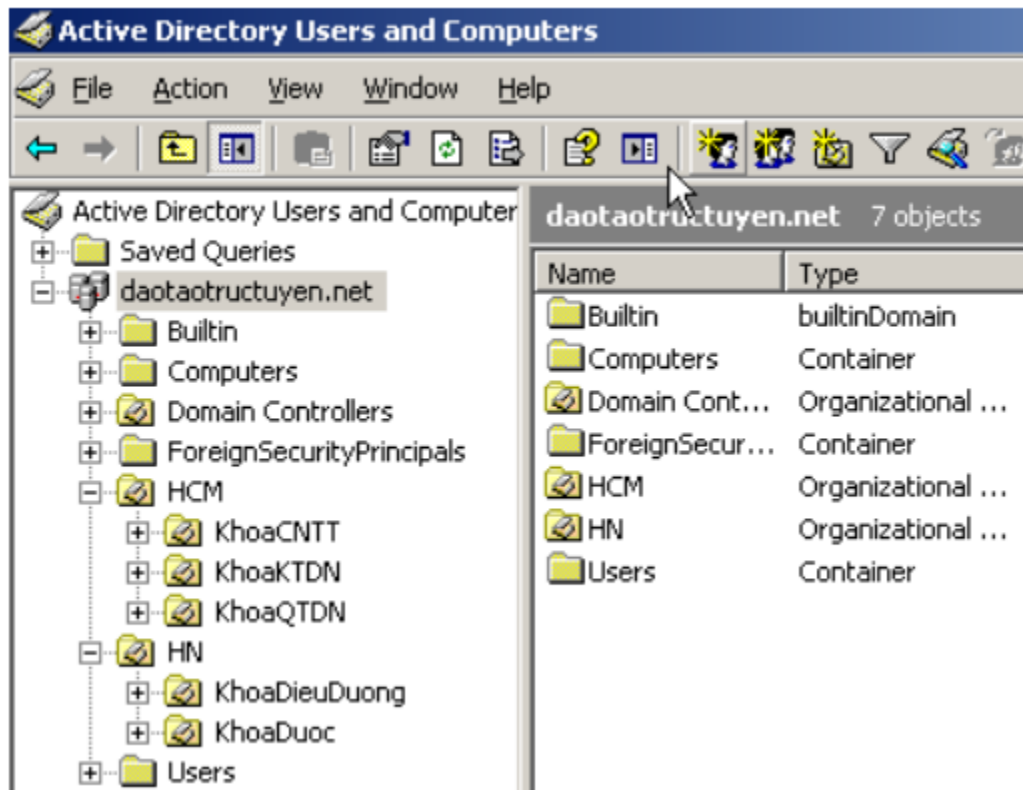 Active Directory Users and Computers
File Action View Window Help
Active Directory Users and Computer
Saved Queries
daotaotructuyen.net
Builtin
Computers
Domain Controllers
ForeignSecurityPrincipals
HCM
KhoaCNTT
KhoaKTDN
KhoaQTDN
HN
KhoaDieuDuong
KhoaDuoc
Users
daotaotructuyen.net 7 objects
Name Type
Builtin builtinDomain
Computers Container
Domain Cont... Organizational ...
ForeignSecur... Container
HCM Organizational ...
HN Organizational ...
Users Container